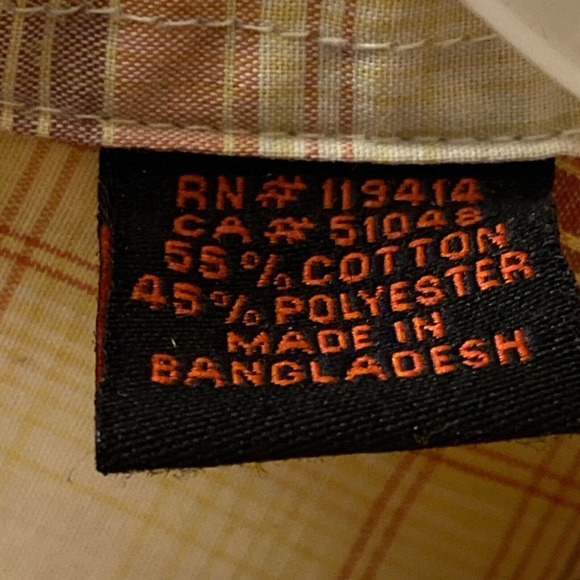 RN # 119414
CA # 51048
55% COTTON
45% POLYESTER
MADE IN
BANGLADESH